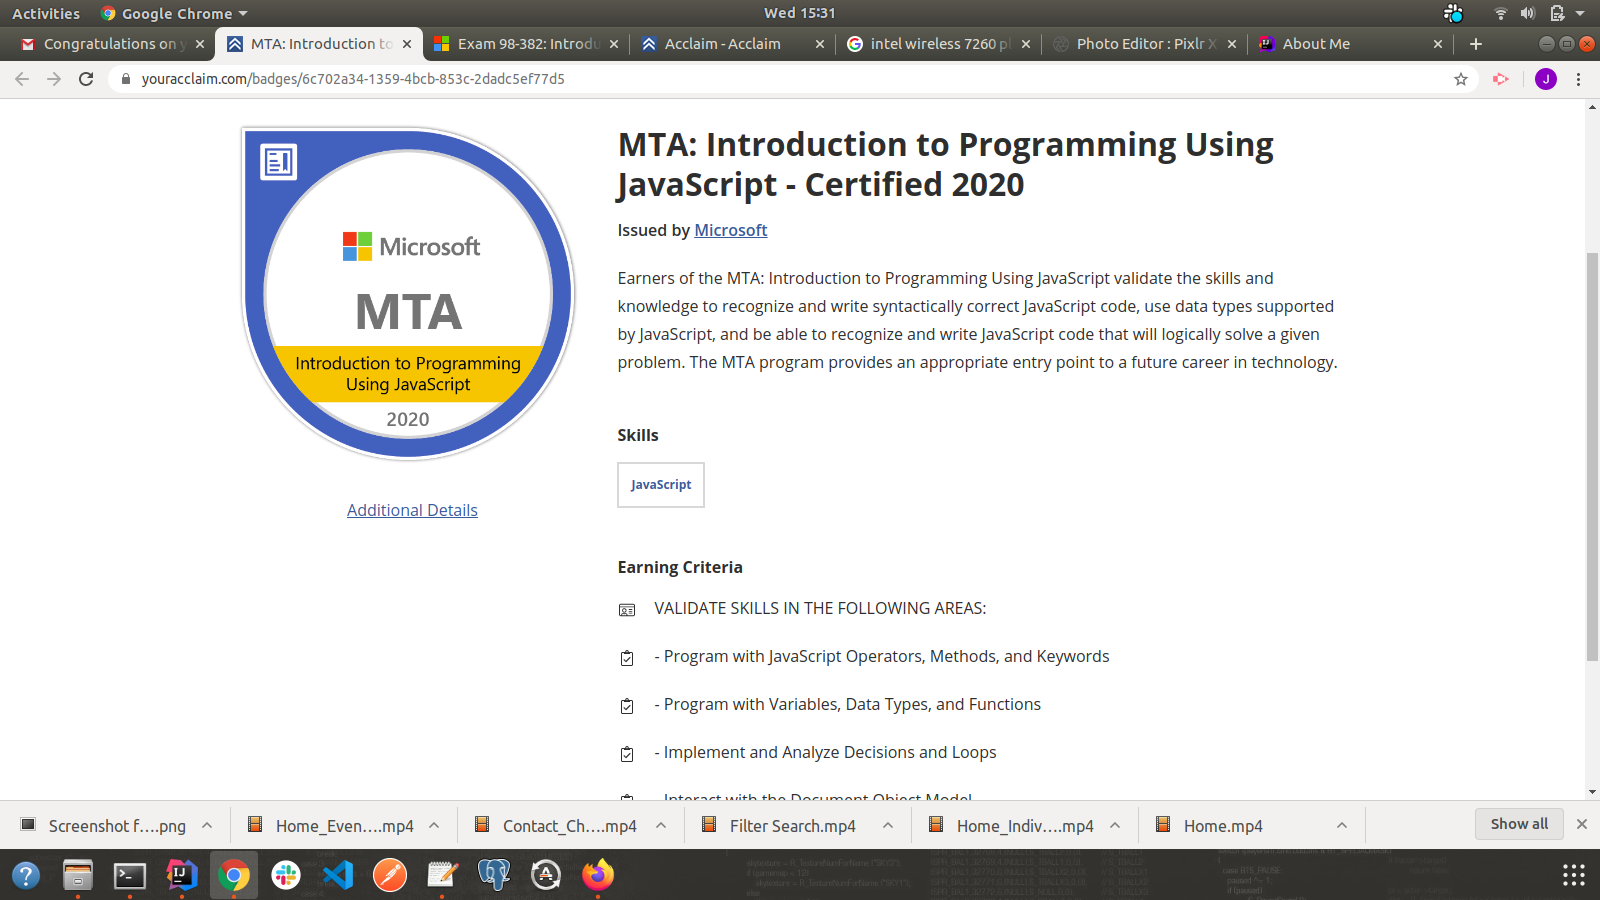 Activities
Google Chrome
Wed 15:31
Congratulations on y
MTA: Introduction to
Exam 98-382: Introdu
Acclaim - Acclaim
intel wireless 7260 p
Photo Editor : Pixlr X
About Me
youracclaim.com/badges/6c702a34-1359-4bcb-853c-2dadc5ef77d5
J
Microsoft
MTA
Introduction to Programming
Using JavaScript
2020
Additional Details
MTA: Introduction to Programming Using
JavaScript - Certified 2020
Issued by Microsoft
Earners of the MTA: Introduction to Programming Using JavaScript validate the skills and
knowledge to recognize and write syntactically correct JavaScript code, use data types supported
by JavaScript, and be able to recognize and write JavaScript code that will logically solve a given
problem. The MTA program provides an appropriate entry point to a future career in technology.
Skills
JavaScript
Earning Criteria
VALIDATE SKILLS IN THE FOLLOWING AREAS:
- Program with JavaScript Operators, Methods, and Keywords
- Program with Variables, Data Types, and Functions
- Implement and Analyze Decisions and Loops
- Interact with the Document Object Model
Screenshot f....png
Home_Even....mp4
Contact_Ch....mp4
Filter Search.mp4
Home_Indiv....mp4
Home.mp4
Show all